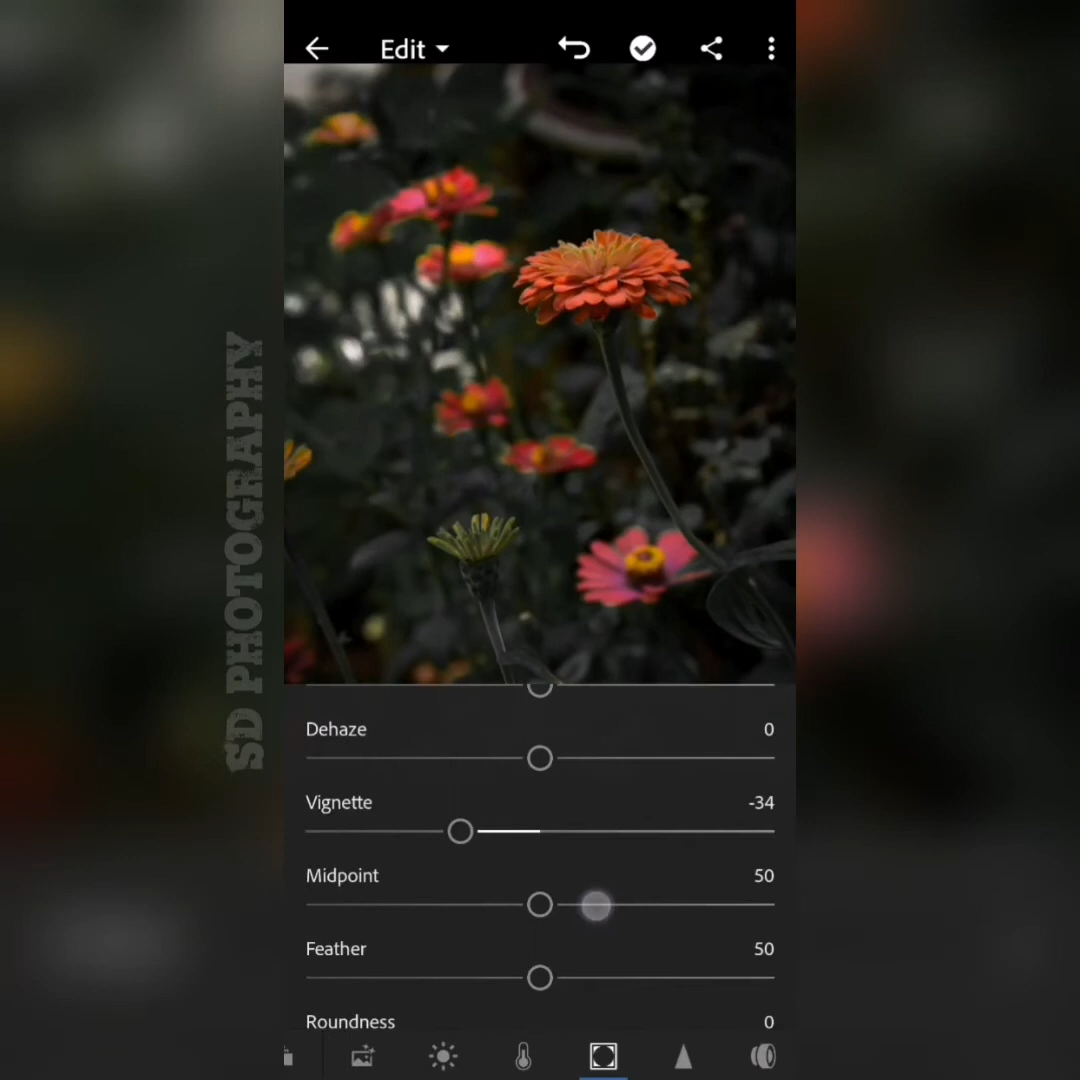 Edit
SD PHOTOGRAPHY
Dehaze 0
Vignette -34
Midpoint 50
Feather 50
Roundness 0